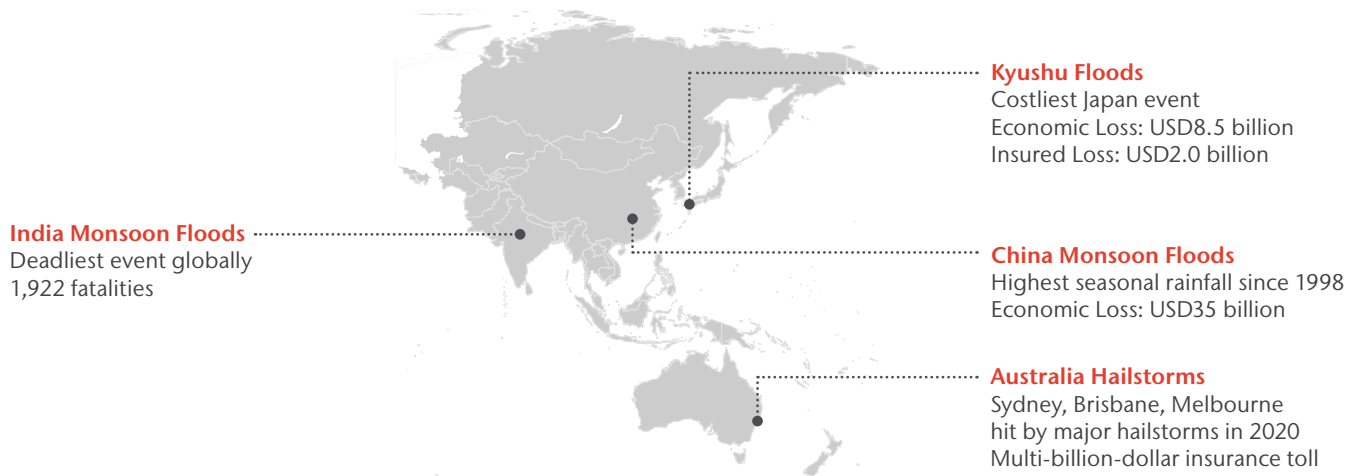 Kyushu Floods
Costliest Japan event
Economic Loss: USD8.5 billion
Insured Loss: USD2.0 billion
India Monsoon Floods
Deadliest event globally
1,922 fatalities
China Monsoon Floods
Highest seasonal rainfall since 1998
Economic Loss: USD35 billion
Australia Hailstorms
Sydney, Brisbane, Melbourne
hit by major hailstorms in 2020
Multi-billion-dollar insurance toll